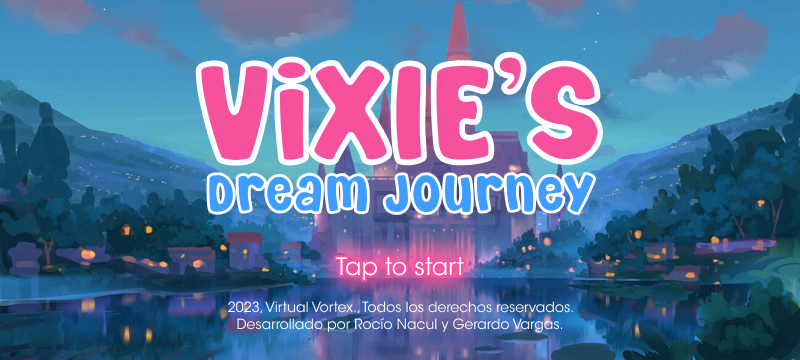 ViXIE'S
Dream Journey
Tap to start
2023, Virtual Vortex., Todos los derechos reservados.
Desarrollado por Rocío Nacul y Gerardo Vargas.